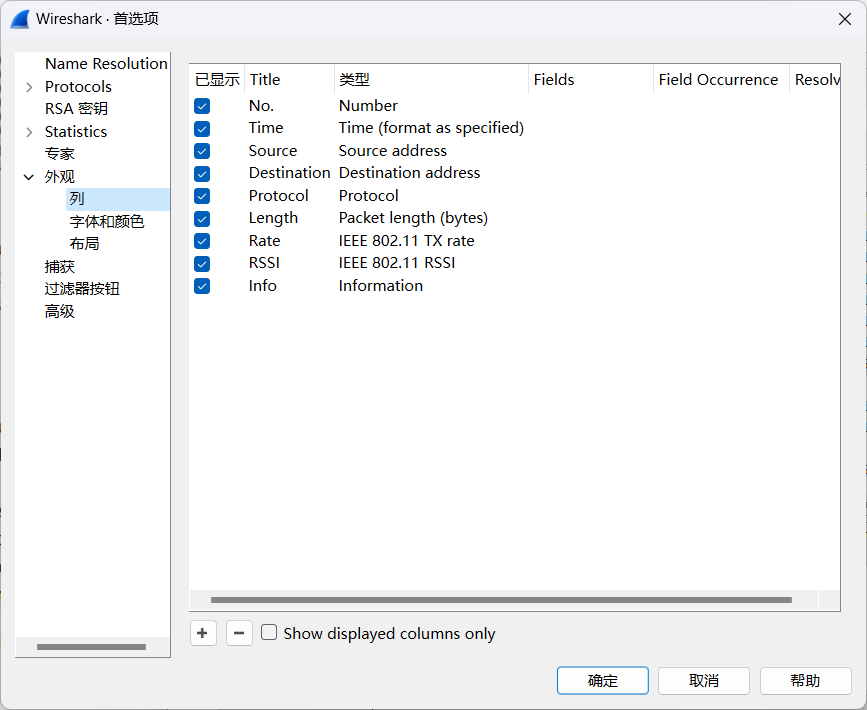 Wireshark · 首选项
Name Resolution
Protocols
RSA 密钥
Statistics
专家
外观
列
字体和颜色
布局
捕获
过滤器按钮
高级
已显示 Title 类型 Fields Field Occurrence Resolv
No. Number
Time Time (format as specified)
Source Source address
Destination Destination address
Protocol Protocol
Length Packet length (bytes)
Rate IEEE 802.11 TX rate
RSSI IEEE 802.11 RSSI
Info Information
Show displayed columns only
确定 取消 帮助